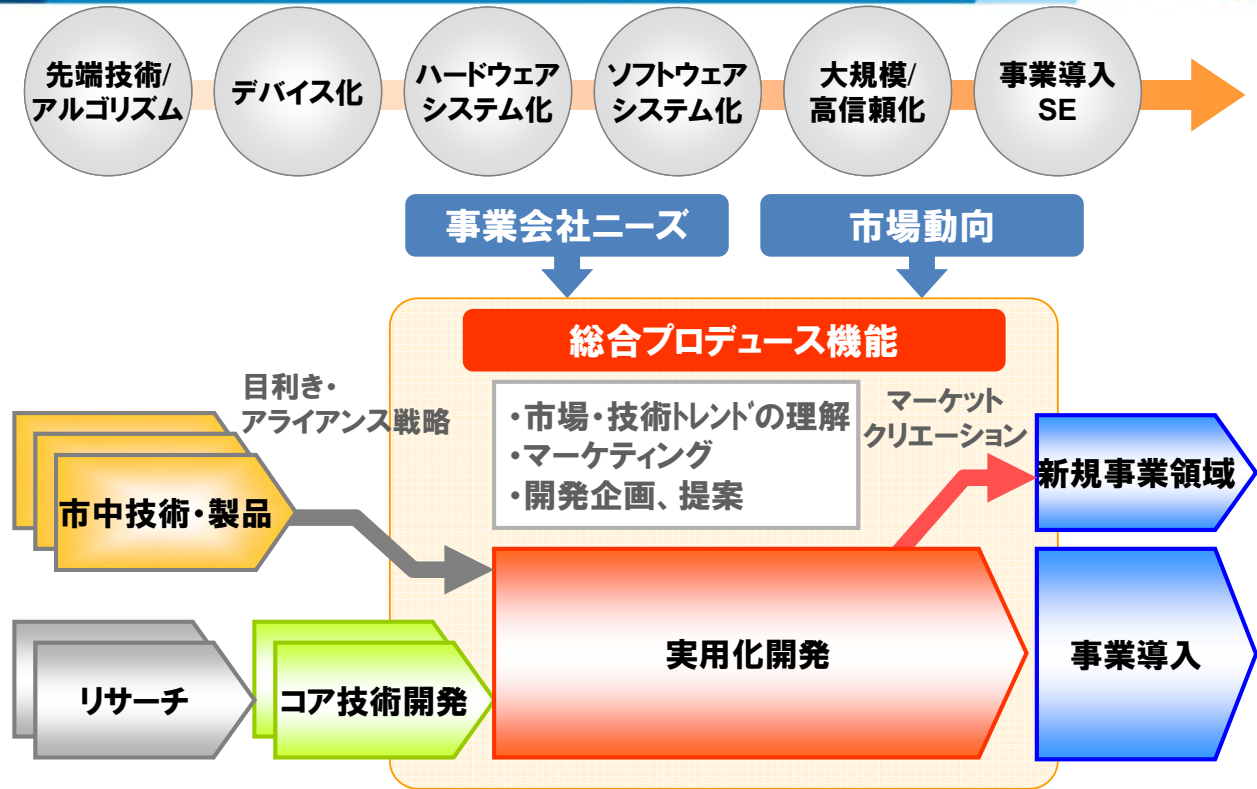 先端技術/
アルゴリズム
デバイス化
ハードウェア
システム化
ソフトウェア
システム化
大規模/
高信頼化
事業導入
SE
事業会社ニーズ
市場動向
総合プロデュース機能
目利き・
アライアンス戦略
・市場・技術トレンドの理解
・マーケティング
・開発企画、提案
マーケット
クリエーション
市中技術・製品
新規事業領域
リサーチ
コア技術開発
実用化開発
事業導入